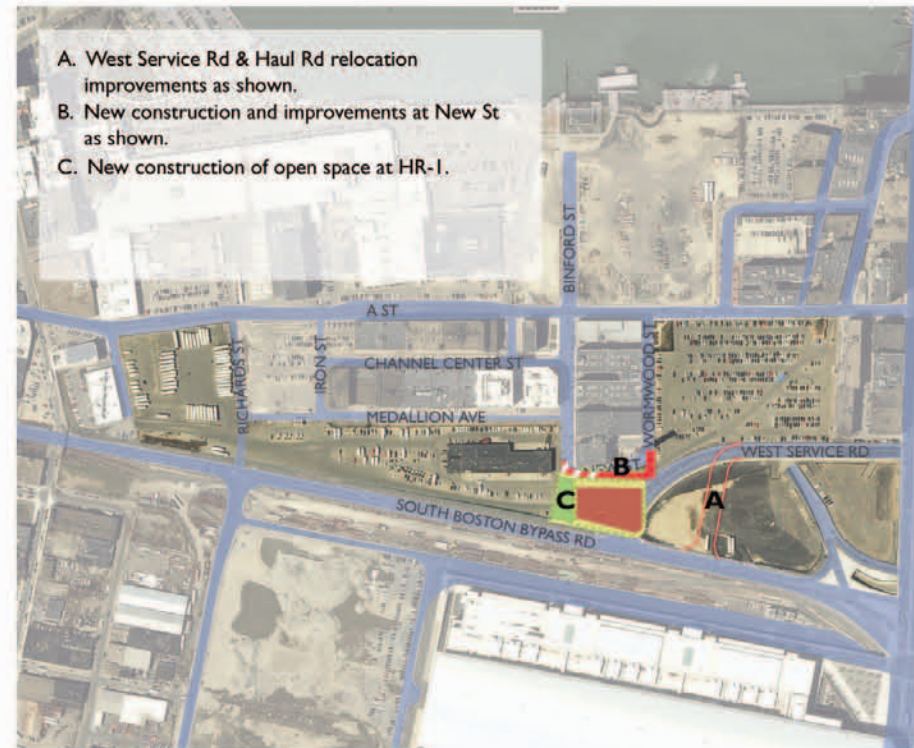 A. West Service Rd & Haul Rd relocation
improvements as shown.
B. New construction and improvements at New St
as shown.
C. New construction of open space at HR-1.
BINFORD ST
A ST
CHANNEL CENTER ST
IRON ST
RICHARDS ST
MEDALLION AVE
WORMWOOD ST
WEST SERVICE RD
B
C
A
SOUTH BOSTON BYPASS RD